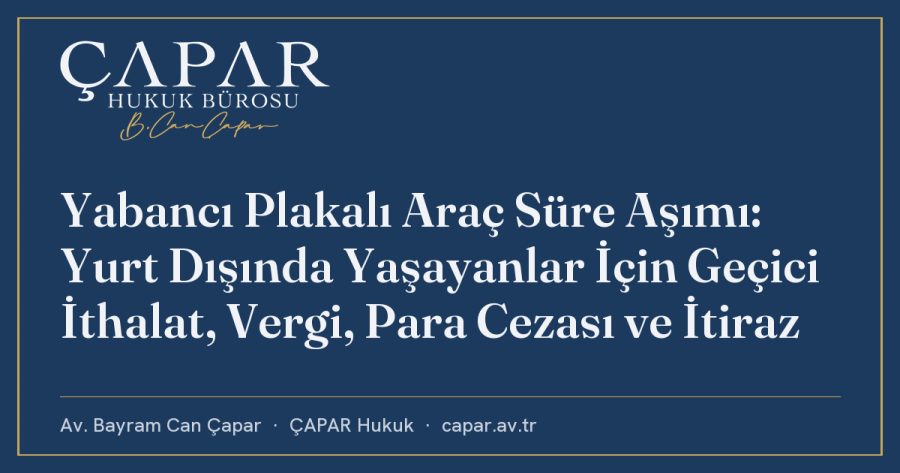 ÇAPAR
HUKUK BÜROSU
B.Can Çapar
Yabancı Plakalı Araç Süre Aşımı:
Yurt Dışında Yaşayanlar İçin Geçici
İthalat, Vergi, Para Cezası ve İtiraz
Av. Bayram Can Çapar · ÇAPAR Hukuk · capar.av.tr